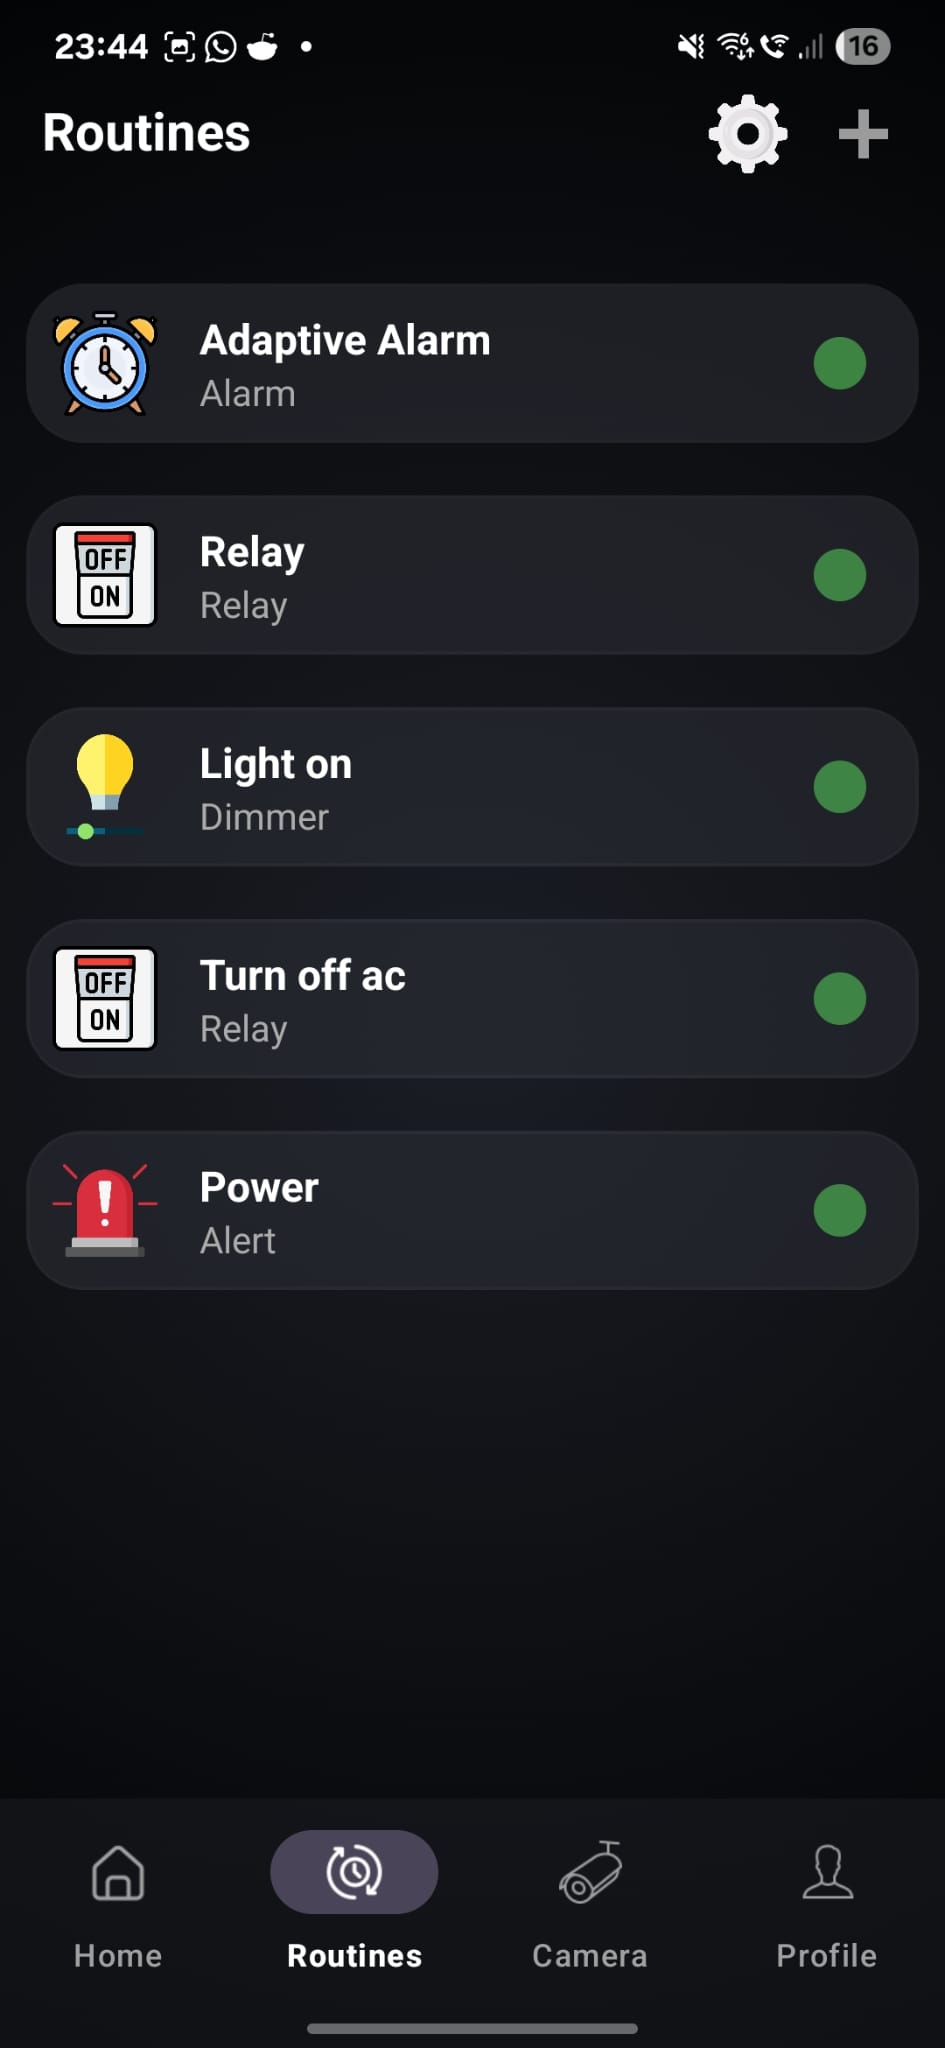 23:44
16
Routines
Adaptive Alarm
Alarm
OFF
ON
Relay
Relay
Light on
Dimmer
OFF
ON
Turn off ac
Relay
Power
Alert
Home
Routines
Camera
Profile